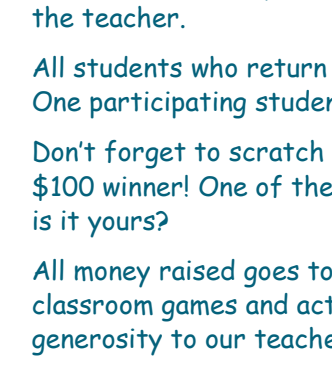 the teacher.
All students who return
One participating studen
Don't forget to scratch
$100 winner! One of the
is it yours?
All money raised goes to
classroom games and act
generosity to our teache